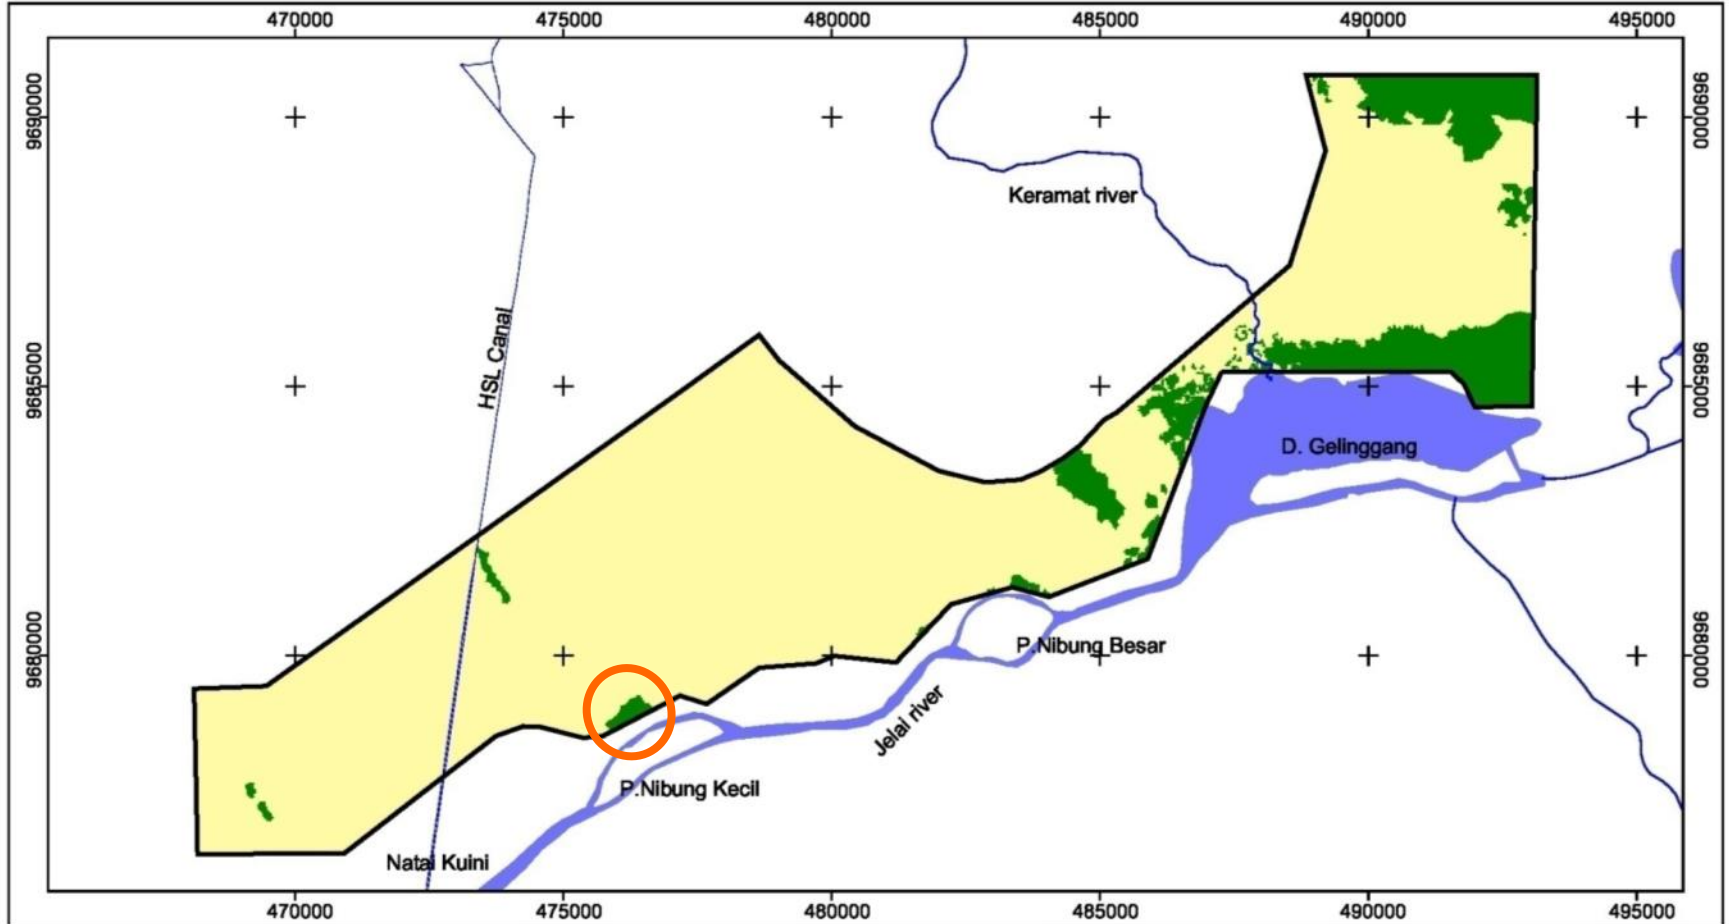 470000 475000 480000 485000 490000 495000
9690000 9690000
Keramat river
HSL Canal
9685000 9685000
D. Gelinggang
9680000 9680000
P.Nibung Besar
Jelai river
P.Nibung Kecil
Natai Kuini
470000 475000 480000 485000 490000 495000